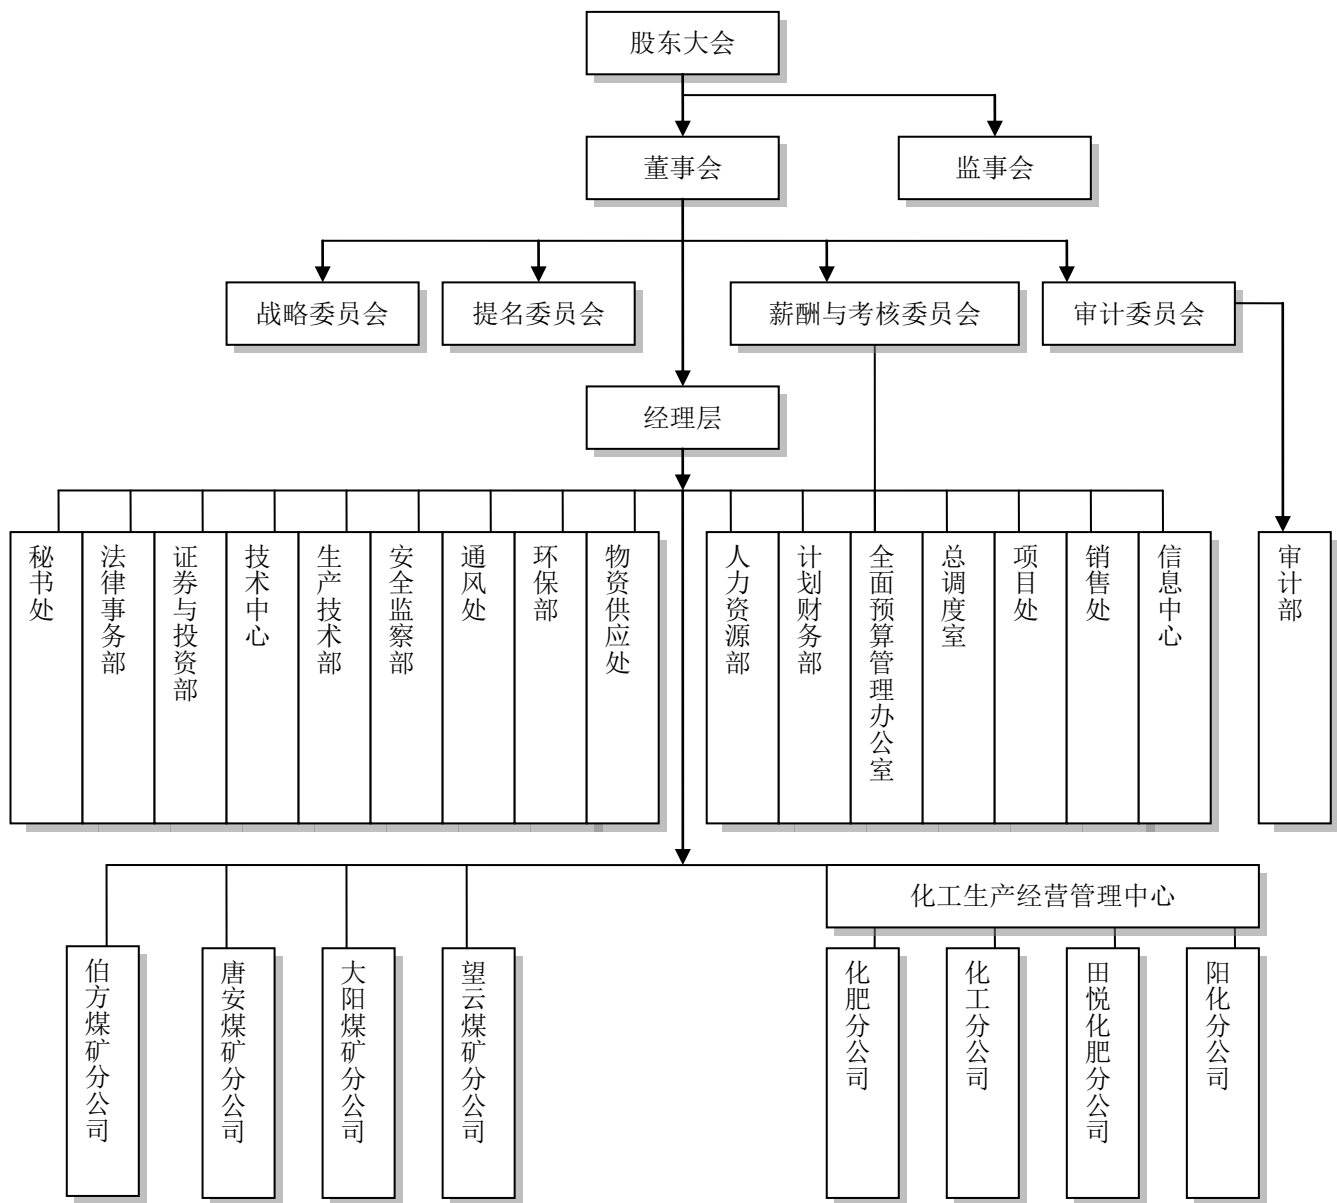 股东大会
董事会
监事会
战略委员会
提名委员会
薪酬与考核委员会
审计委员会
经理层
秘书处
法律事务部
证券与投资部
技术中心
生产技术部
安全监察部
通风处
环保部
物资供应处
人力资源部
计划财务部
全面预算管理办公室
总调度室
项目处
销售处
信息中心
审计部
化工生产经营管理中心
伯方煤矿分公司
唐安煤矿分公司
大阳煤矿分公司
望云煤矿分公司
化肥分公司
化工分公司
田悦化肥分公司
阳化分公司